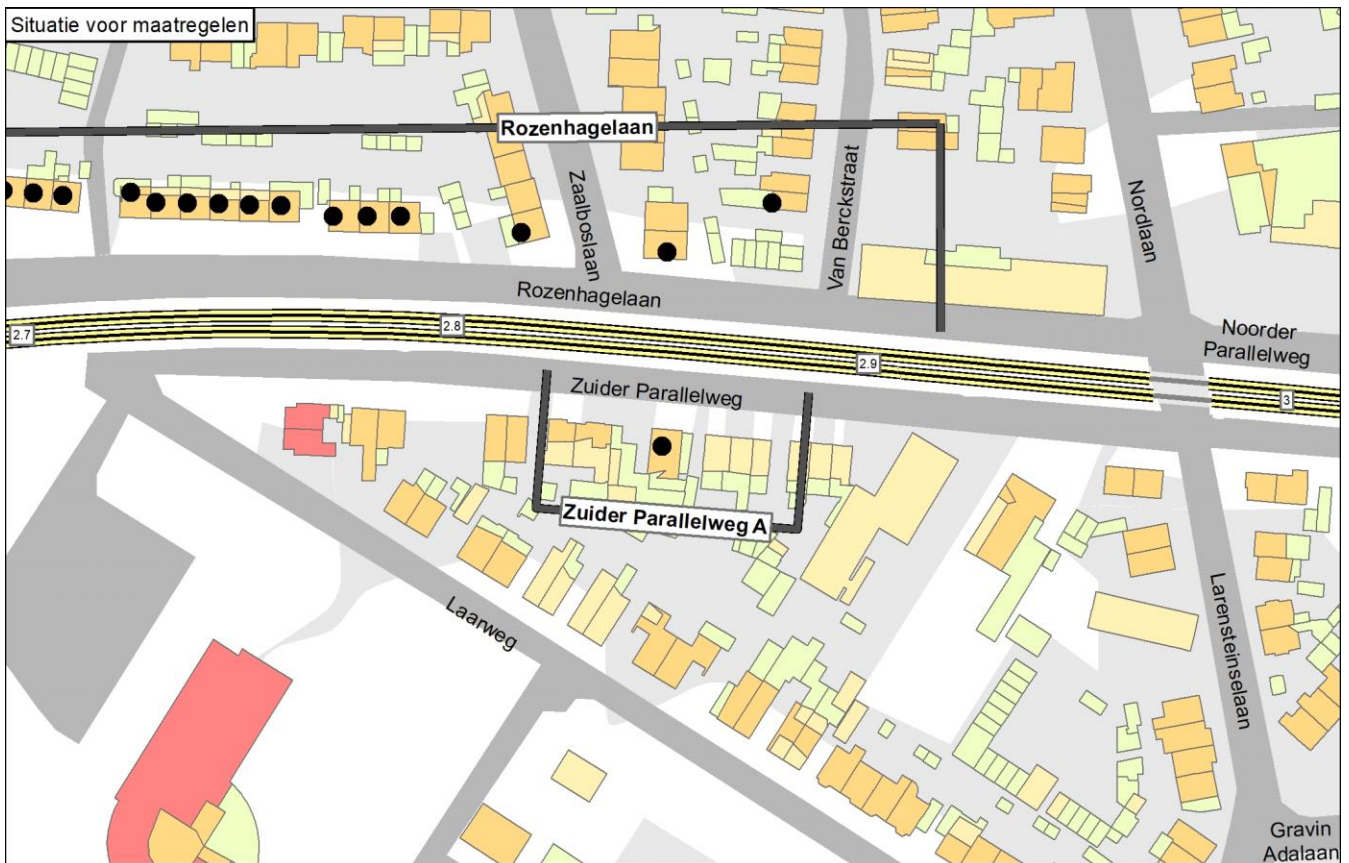 Situatie voor maatregelen
Rozenhagelaan
Zaalboslaan
Van Berckstraat
Nordlaan
Rozenhagelaan
Noorder
Parallelweg
2.7
2.8
2.9
3
Zuider Parallelweg
Zuider Parallelweg A
Laarweg
Larensteinselaan
Gravin
Adalaan